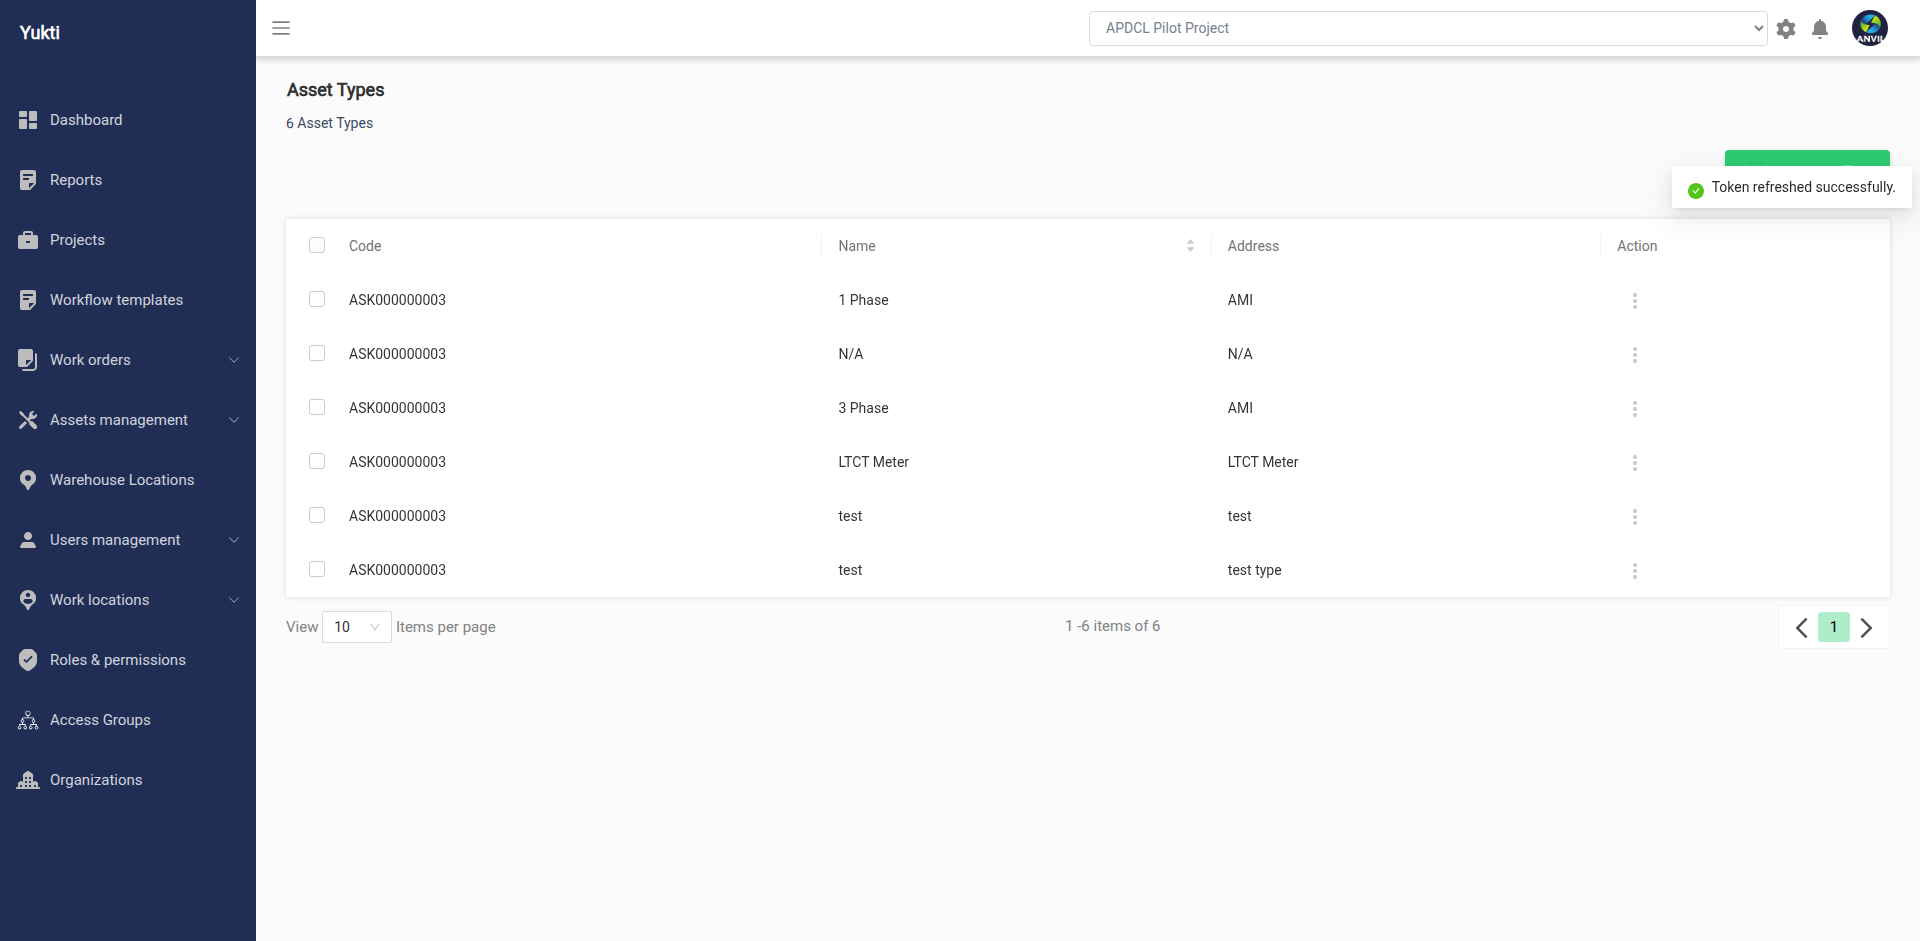 Yukti
APDCL Pilot Project
ANVIL
Dashboard
Reports
Projects
Workflow templates
Work orders
Assets management
Warehouse Locations
Users management
Work locations
Roles & permissions
Access Groups
Organizations
Asset Types
6 Asset Types
Token refreshed successfully.
Code Name Address Action
ASK000000003 1 Phase AMI
ASK000000003 N/A N/A
ASK000000003 3 Phase AMI
ASK000000003 LTCT Meter LTCT Meter
ASK000000003 test test
ASK000000003 test test type
View 10 Items per page
1 -6 items of 6
1